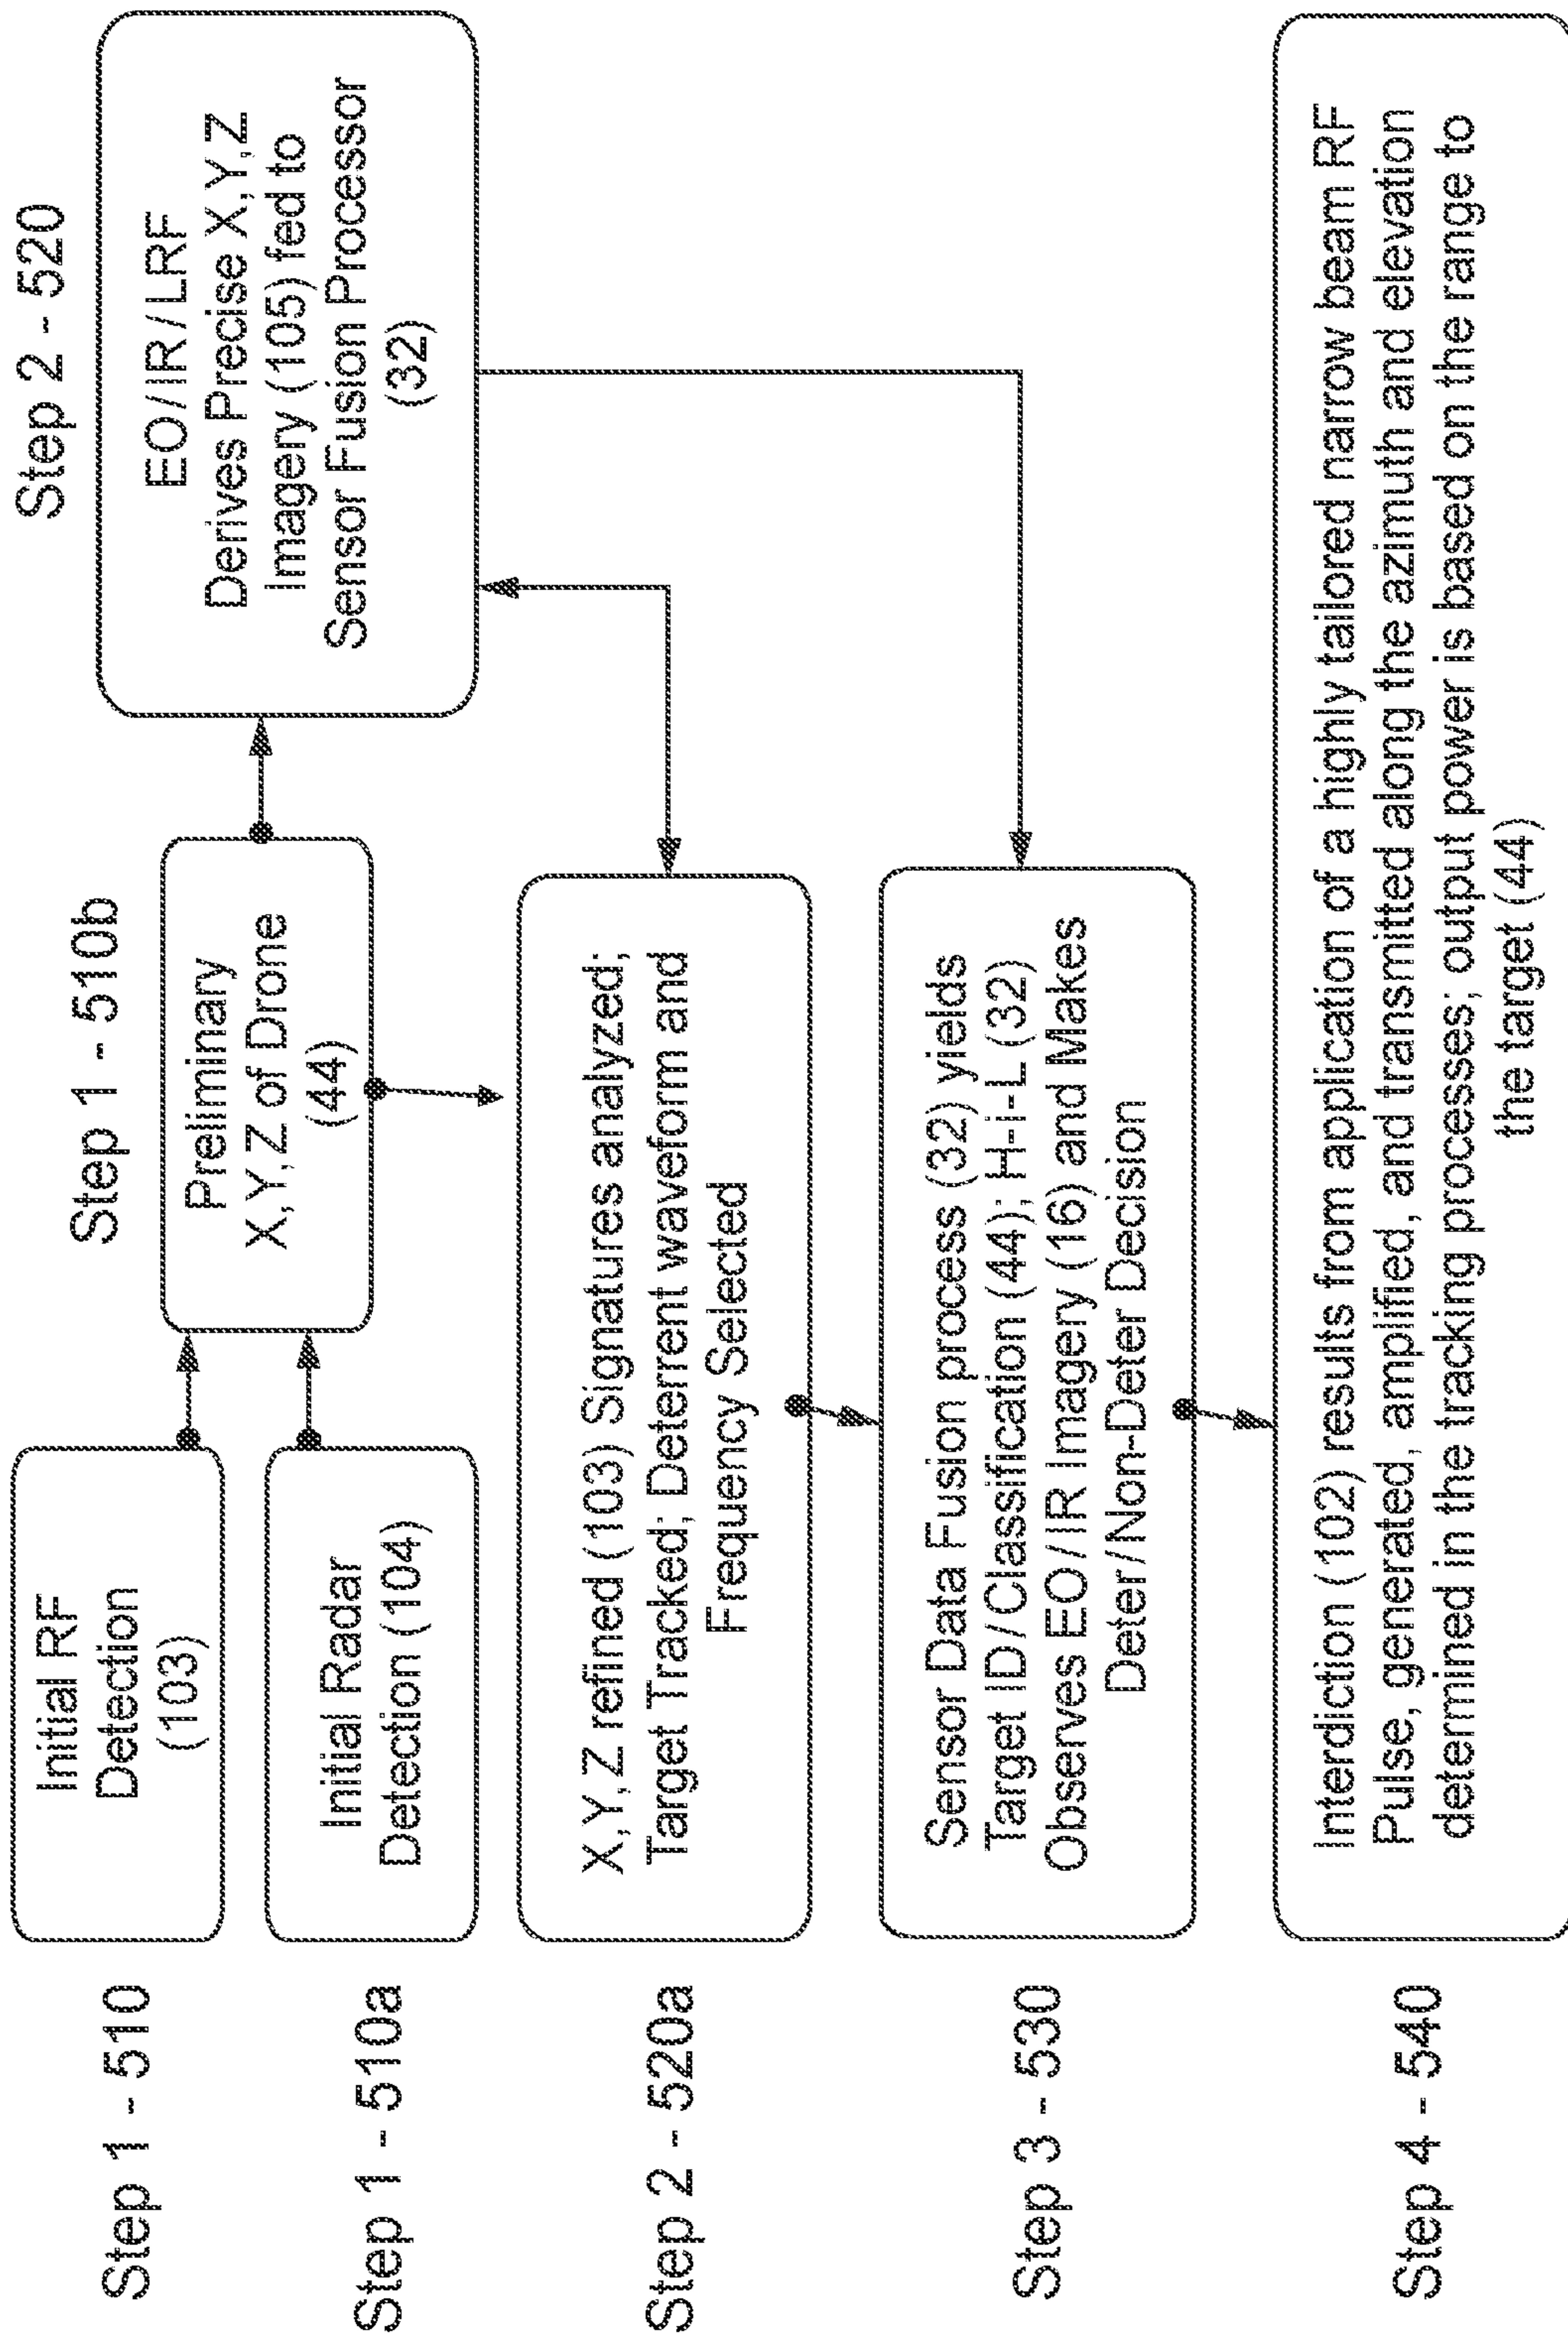 Step 1 - 510
Initial RF
Detection
(103)
Step 1 - 510b
Preliminary
X,Y,Z of Drone
(44)
Step 2 - 520
EO/IR/LRF
Derives Precise X,Y,Z
Imagery (105) fed to
Sensor Fusion Processor
(32)
Step 1 - 510a
Initial Radar
Detection (104)
Step 2 - 520a
X,Y,Z refined (103) Signatures analyzed;
Target Tracked; Deterrent waveform and
Frequency Selected
Step 3 - 530
Sensor Data Fusion process (32) yields
Target ID/Classification (44); H-i-L (32)
Observes EO/IR Imagery (16) and Makes
Deter/Non-Deter Decision
Step 4 - 540
Interdiction (102) results from application of a highly tailored narrow beam RF
Pulse, generated, amplified, and transmitted along the azimuth and elevation
determined in the tracking processes; output power is based on the range to
the target (44)